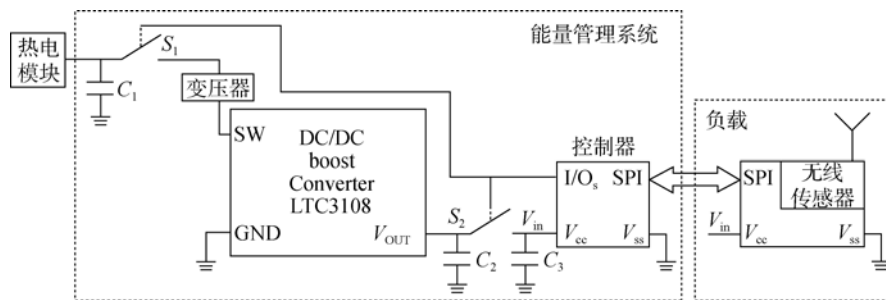 能量管理系统
热电
模块
S1
C1
变压器
SW
DC/DC
boost
Converter
LTC3108
GND
VOUT
S2
C2
Vin
C3
控制器
I/Os
SPI
Vcc
Vss
负载
SPI
无线
传感器
Vin
Vcc
Vss